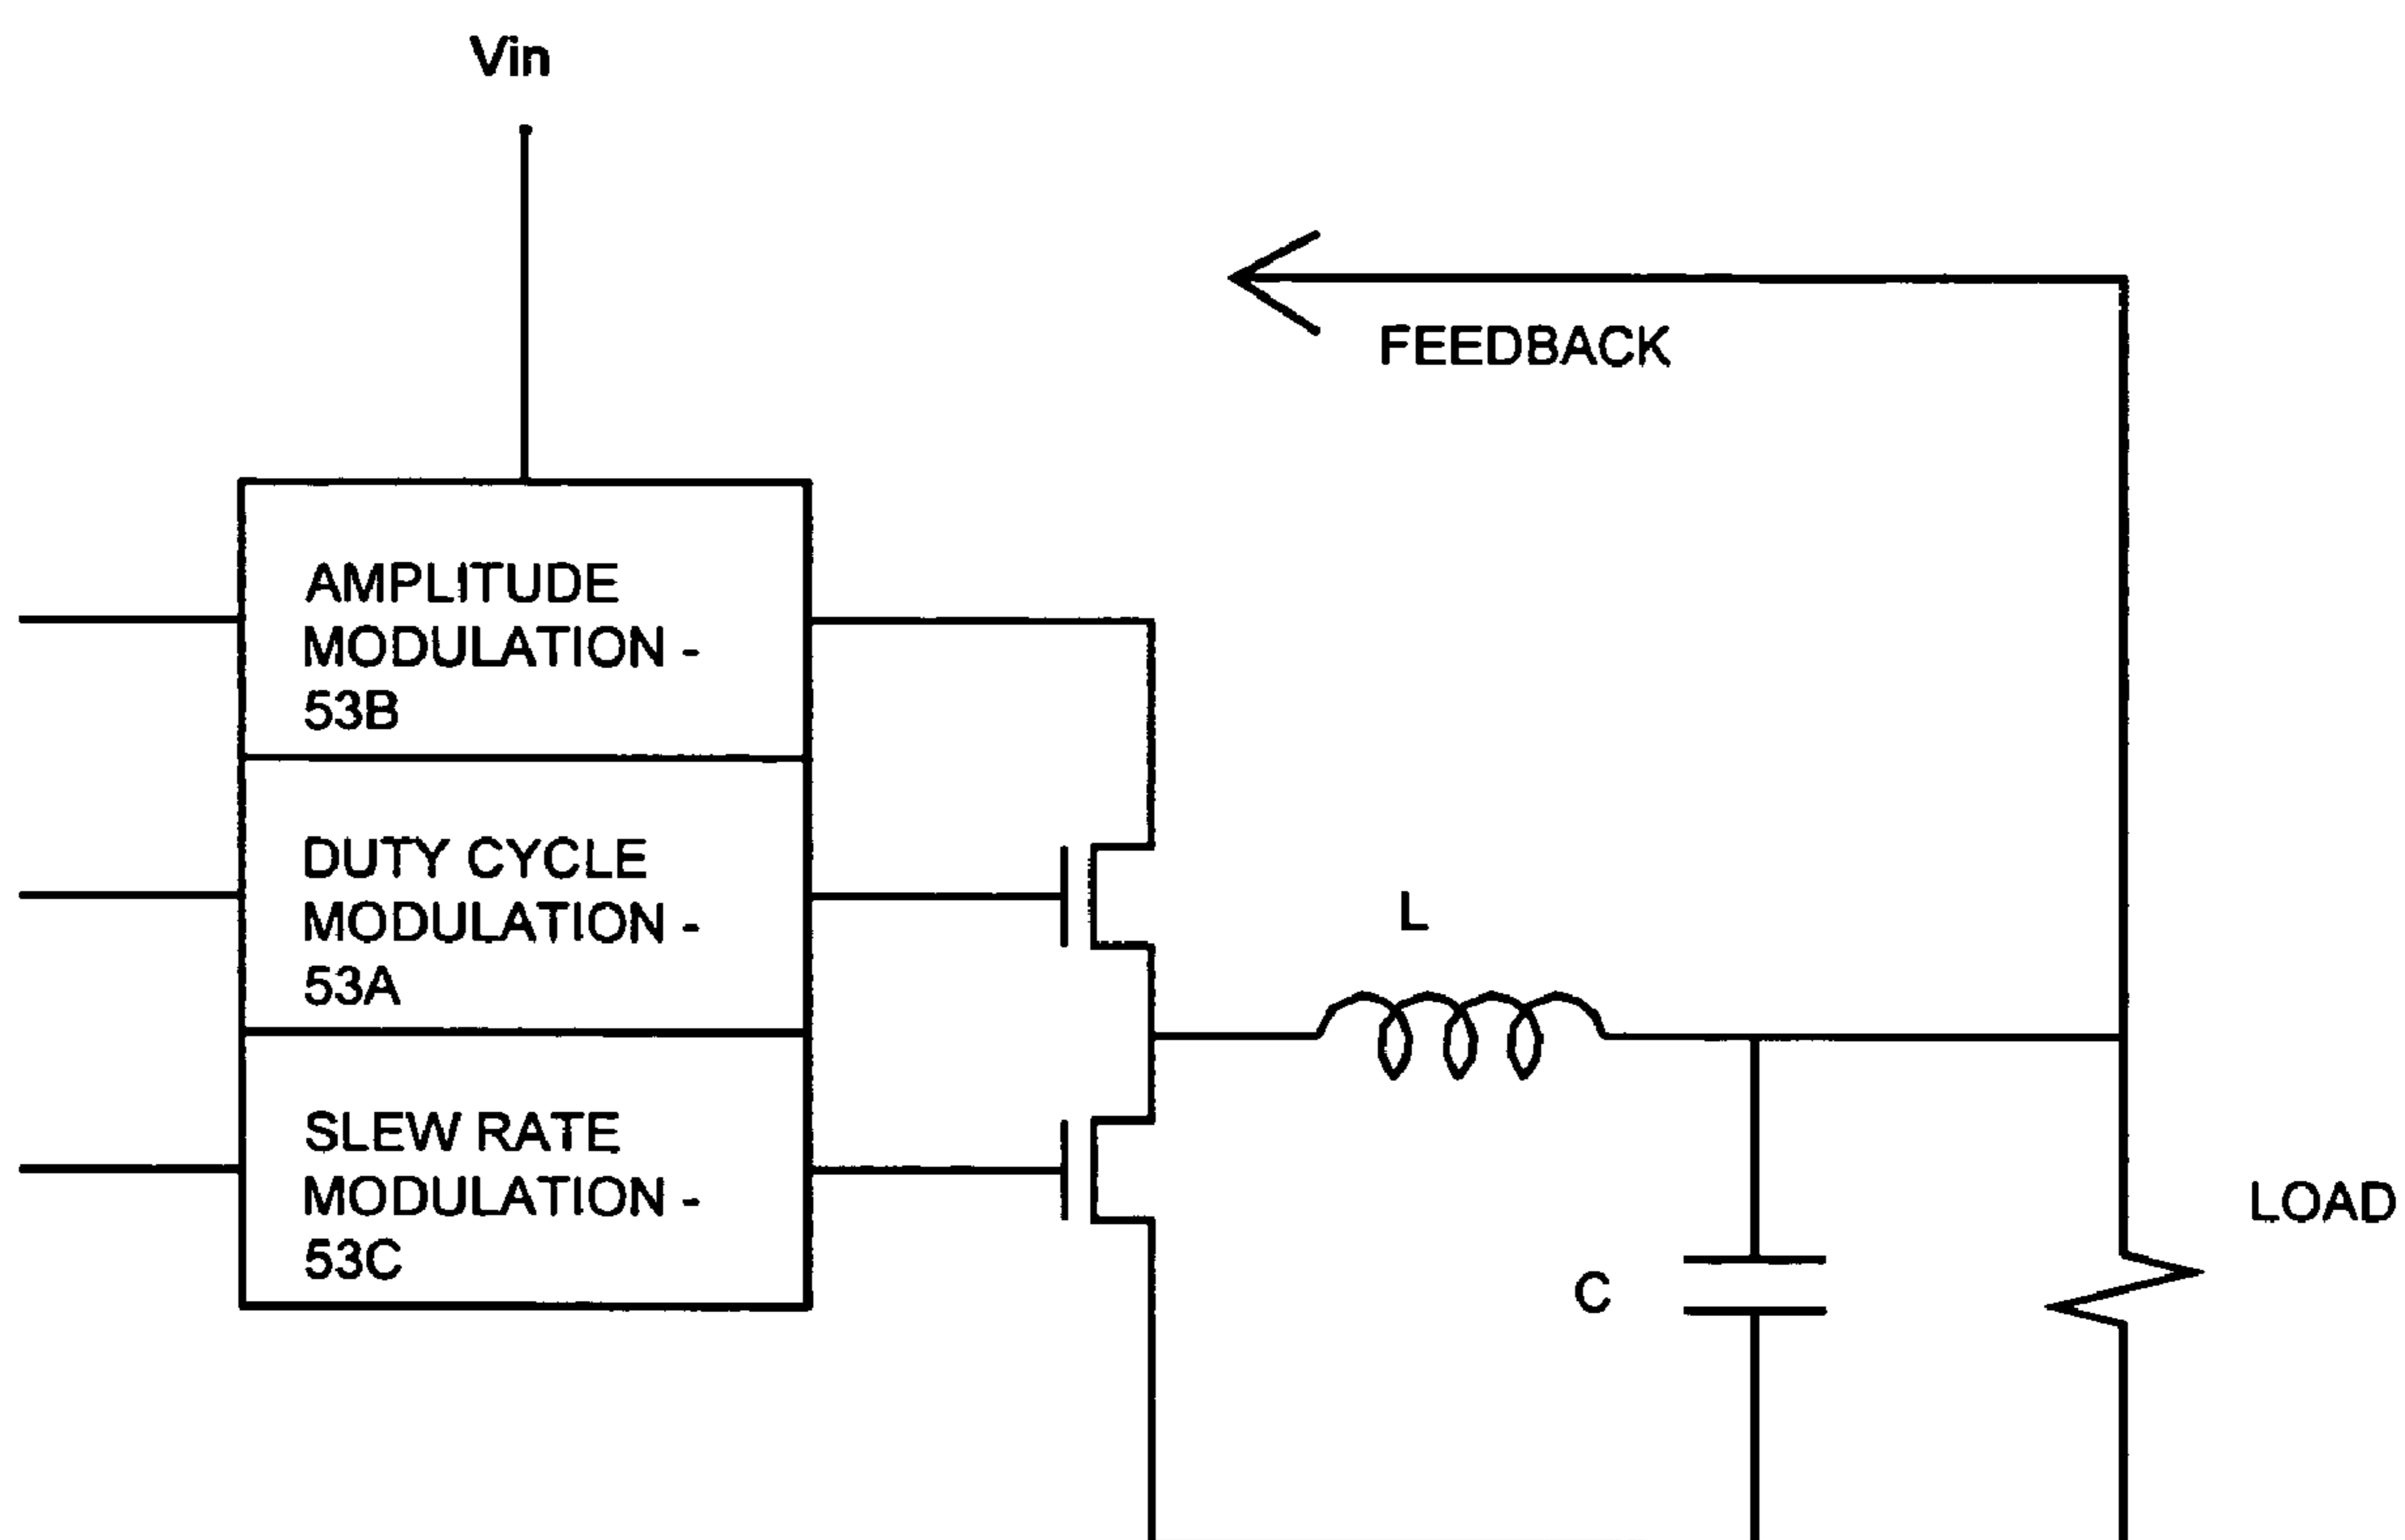 Vin
FEEDBACK
AMPLITUDE
MODULATION -
53B
DUTY CYCLE
MODULATION -
53A
L
SLEW RATE
MODULATION -
53C
LOAD
C